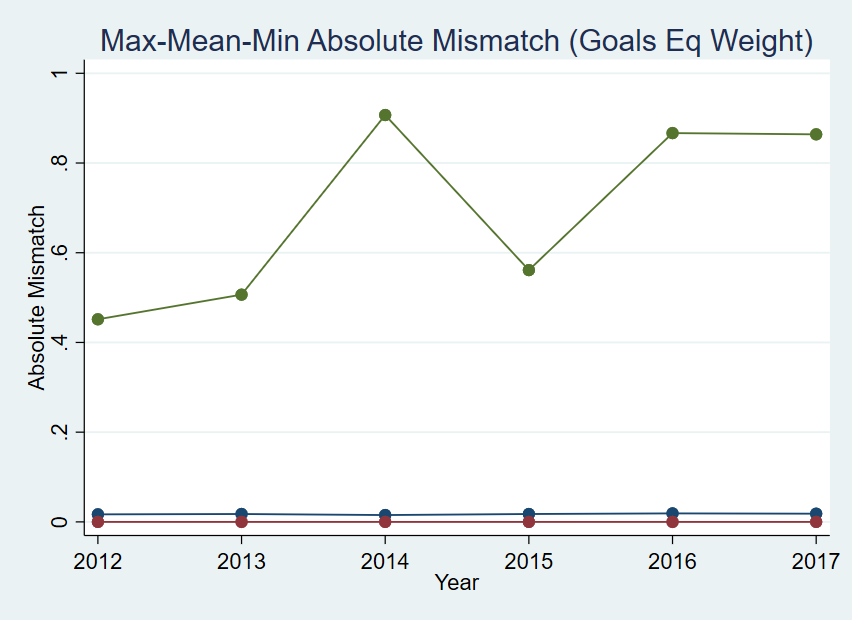 Max-Mean-Min Absolute Mismatch (Goals Eq Weight)
Absolute Mismatch
1
.8
.6
.4
.2
0
2012 2013 2014 2015 2016 2017
Year